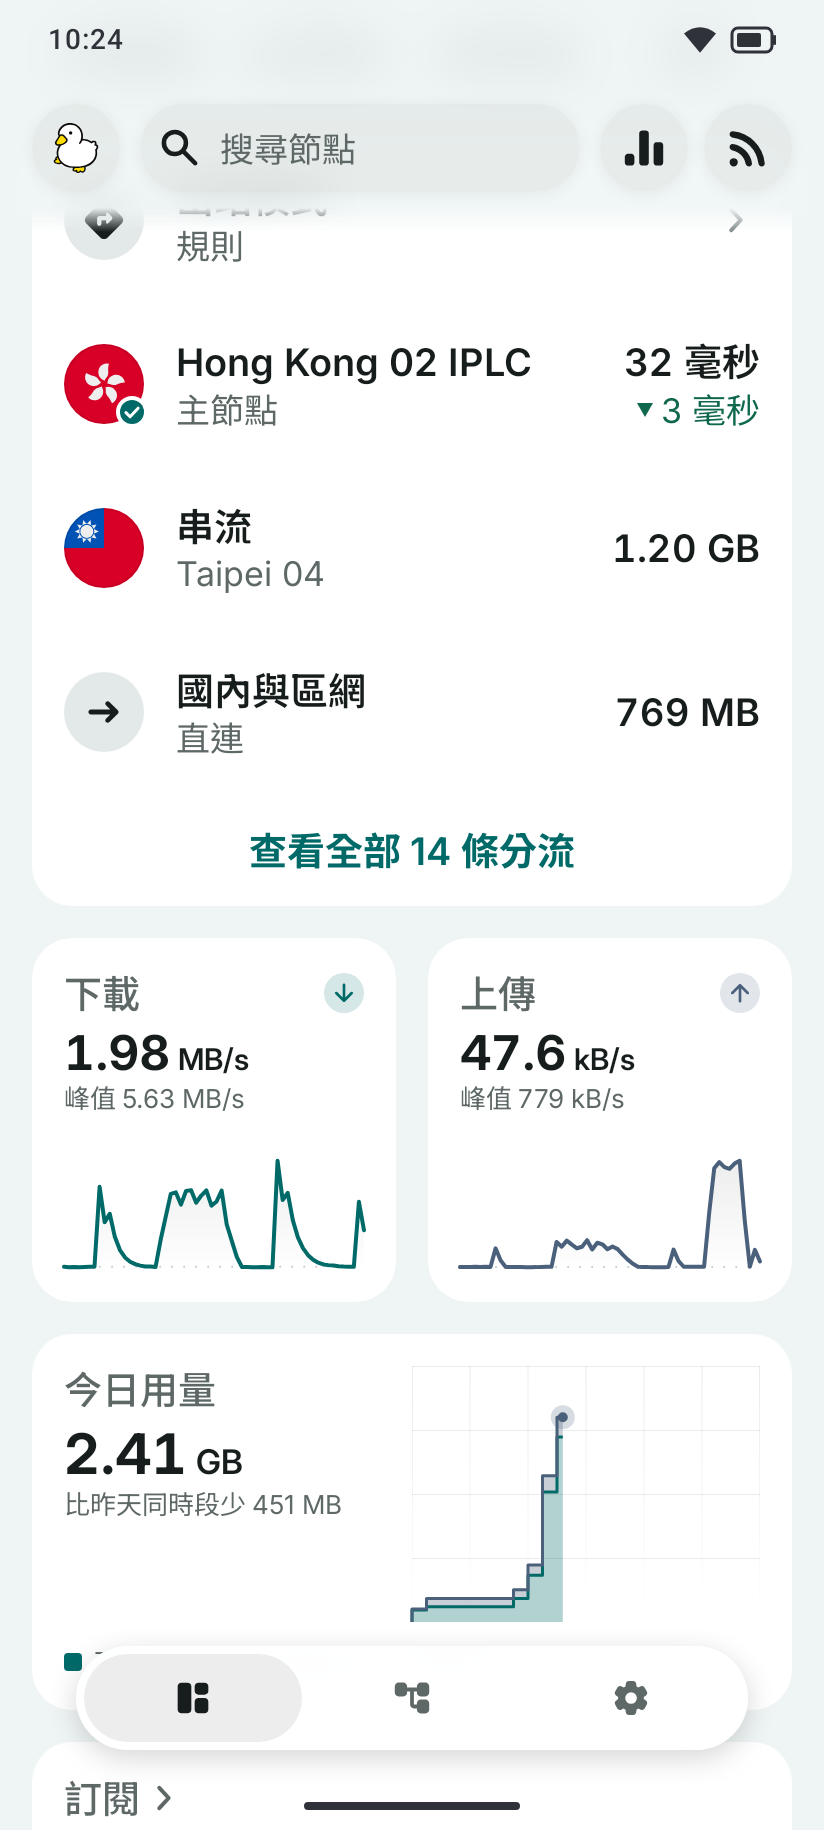 10:24
搜尋節點
規則
Hong Kong 02 IPLC
32 毫秒
主節點
▼3 毫秒
串流
Taipei 04
1.20 GB
國內與區網
直連
769 MB
查看全部 14 條分流
下載
1.98 MB/s
峰值 5.63 MB/s
上傳
47.6 kB/s
峰值 779 kB/s
今日用量
2.41 GB
比昨天同時段少 451 MB
訂閱